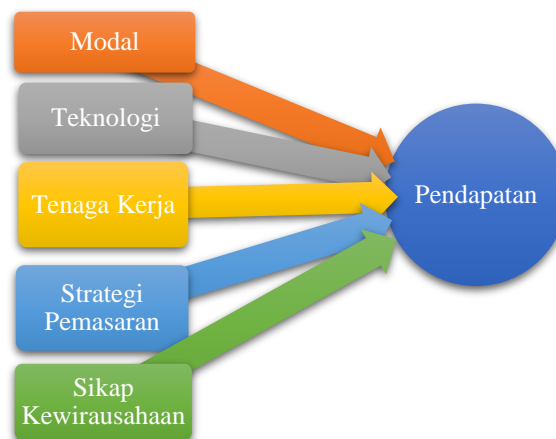 Modal
Teknologi
Tenaga Kerja
Pendapatan
Strategi
Pemasaran
Sikap
Kewirausahaan